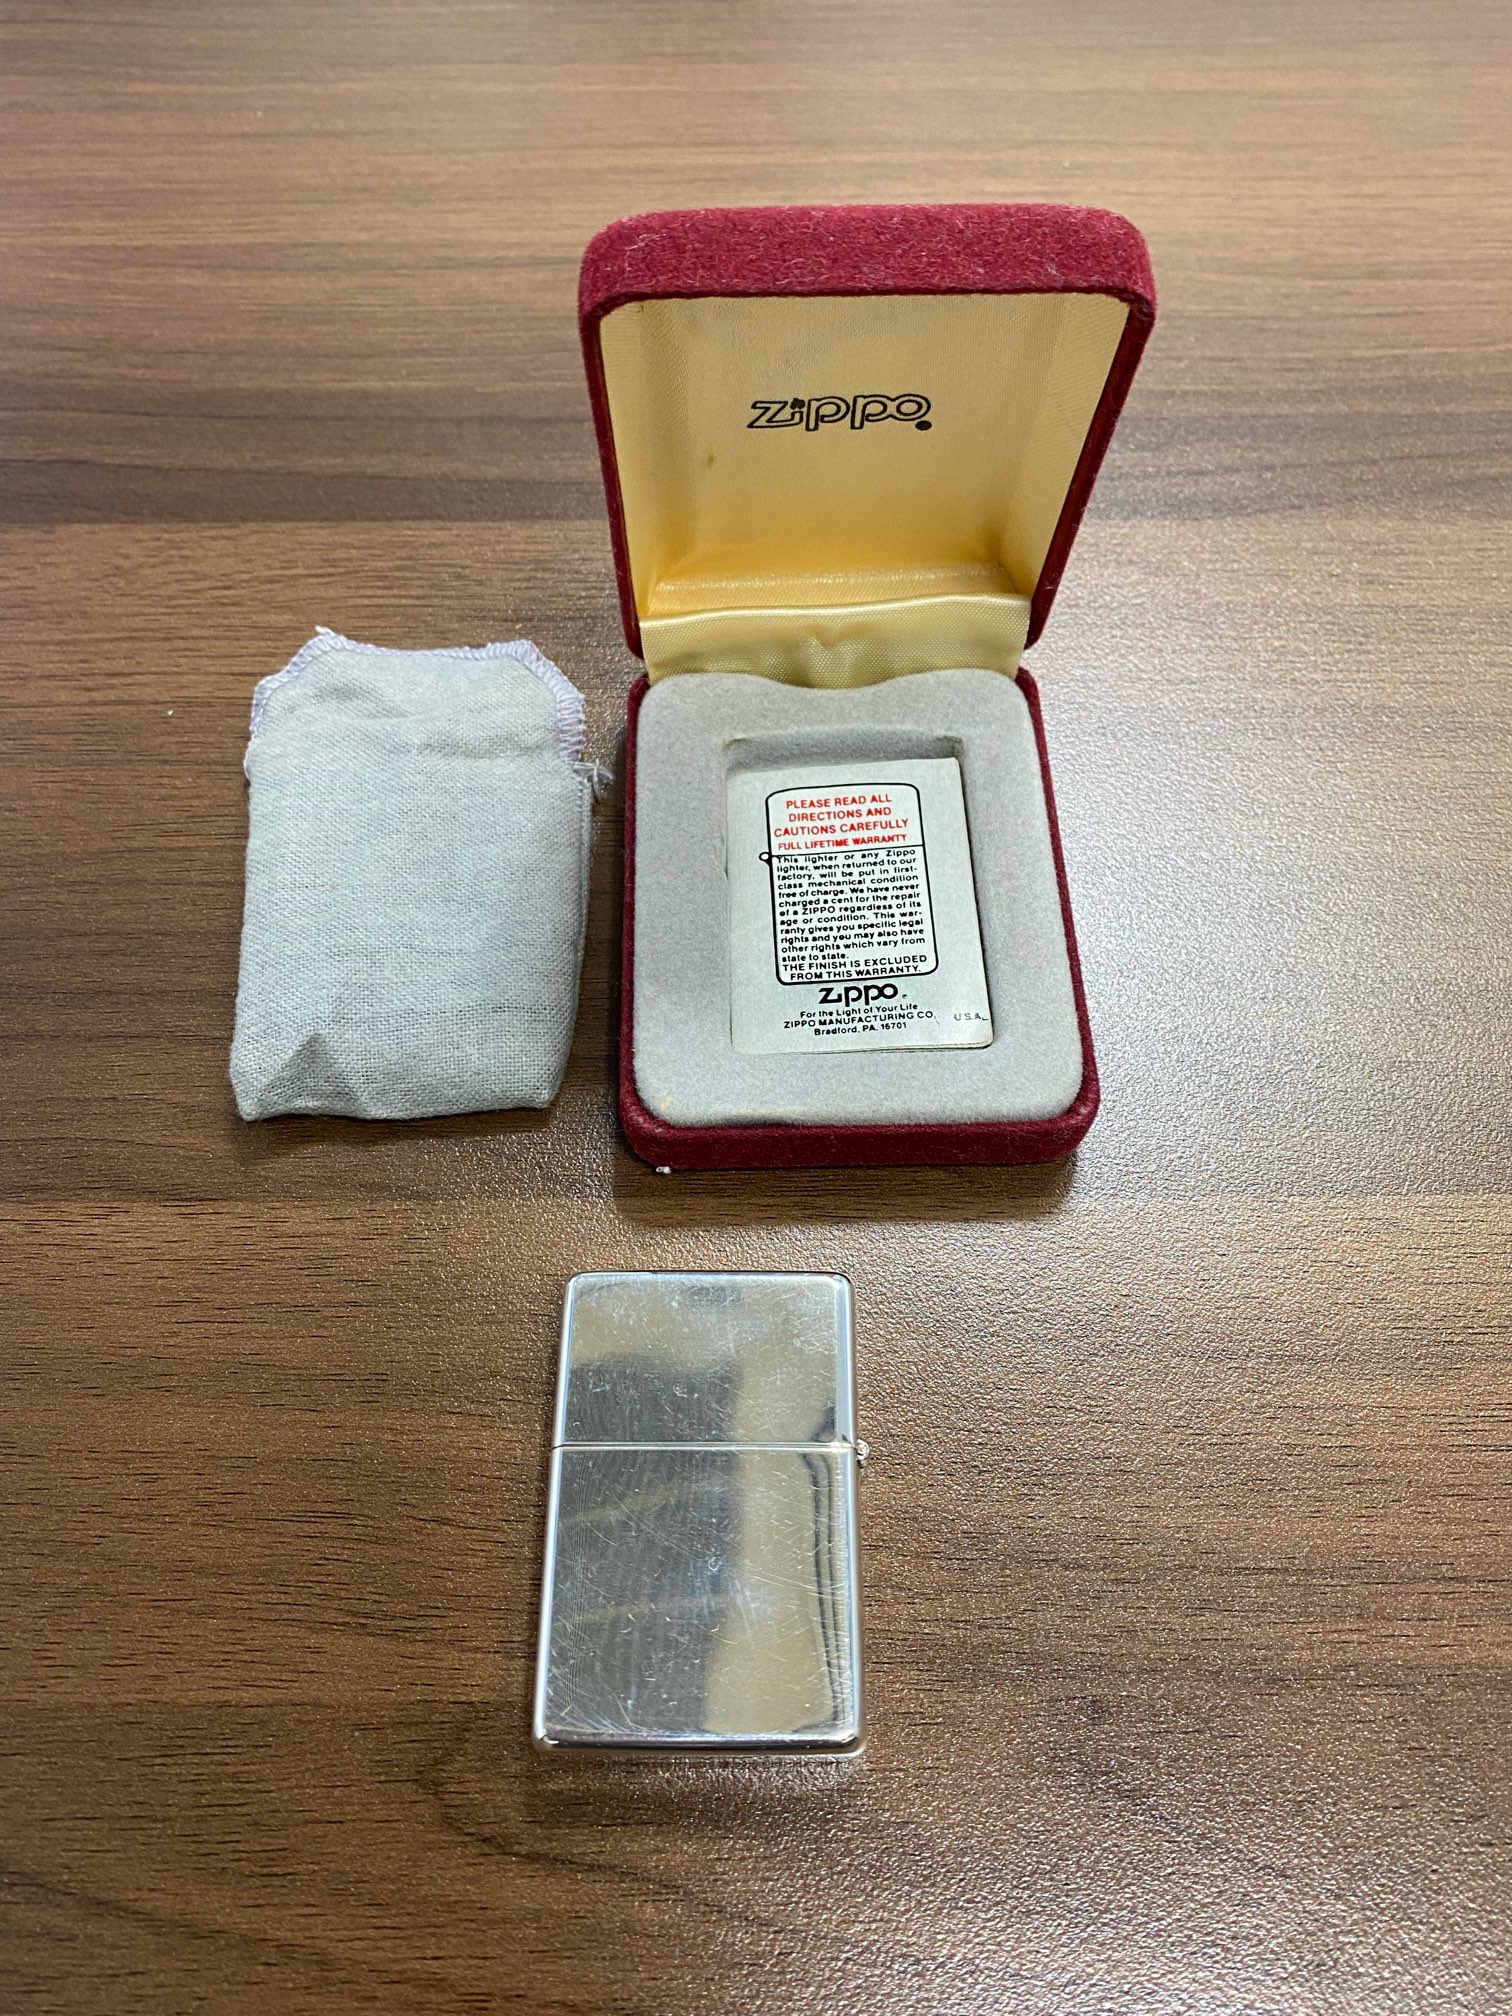 Zippo
PLEASE READ ALL
DIRECTIONS AND
CAUTIONS CAREFULLY
FULL LIFETIME WARRANTY
This lighter or any Zippo
lighter, when returned to our
factory, will be put in first-
class mechanical condition
free of charge. We have never
charged a cent for the repair
of a ZIPPO regardless of its
age or condition. This war-
ranty gives you specific legal
rights and you may also have
other rights which vary from
state to state.
THE FINISH IS EXCLUDED
FROM THIS WARRANTY.
Zippo
For the Light of Your Life
ZIPPO MANUFACTURING CO. U.S.A.
Bradford, PA. 16701